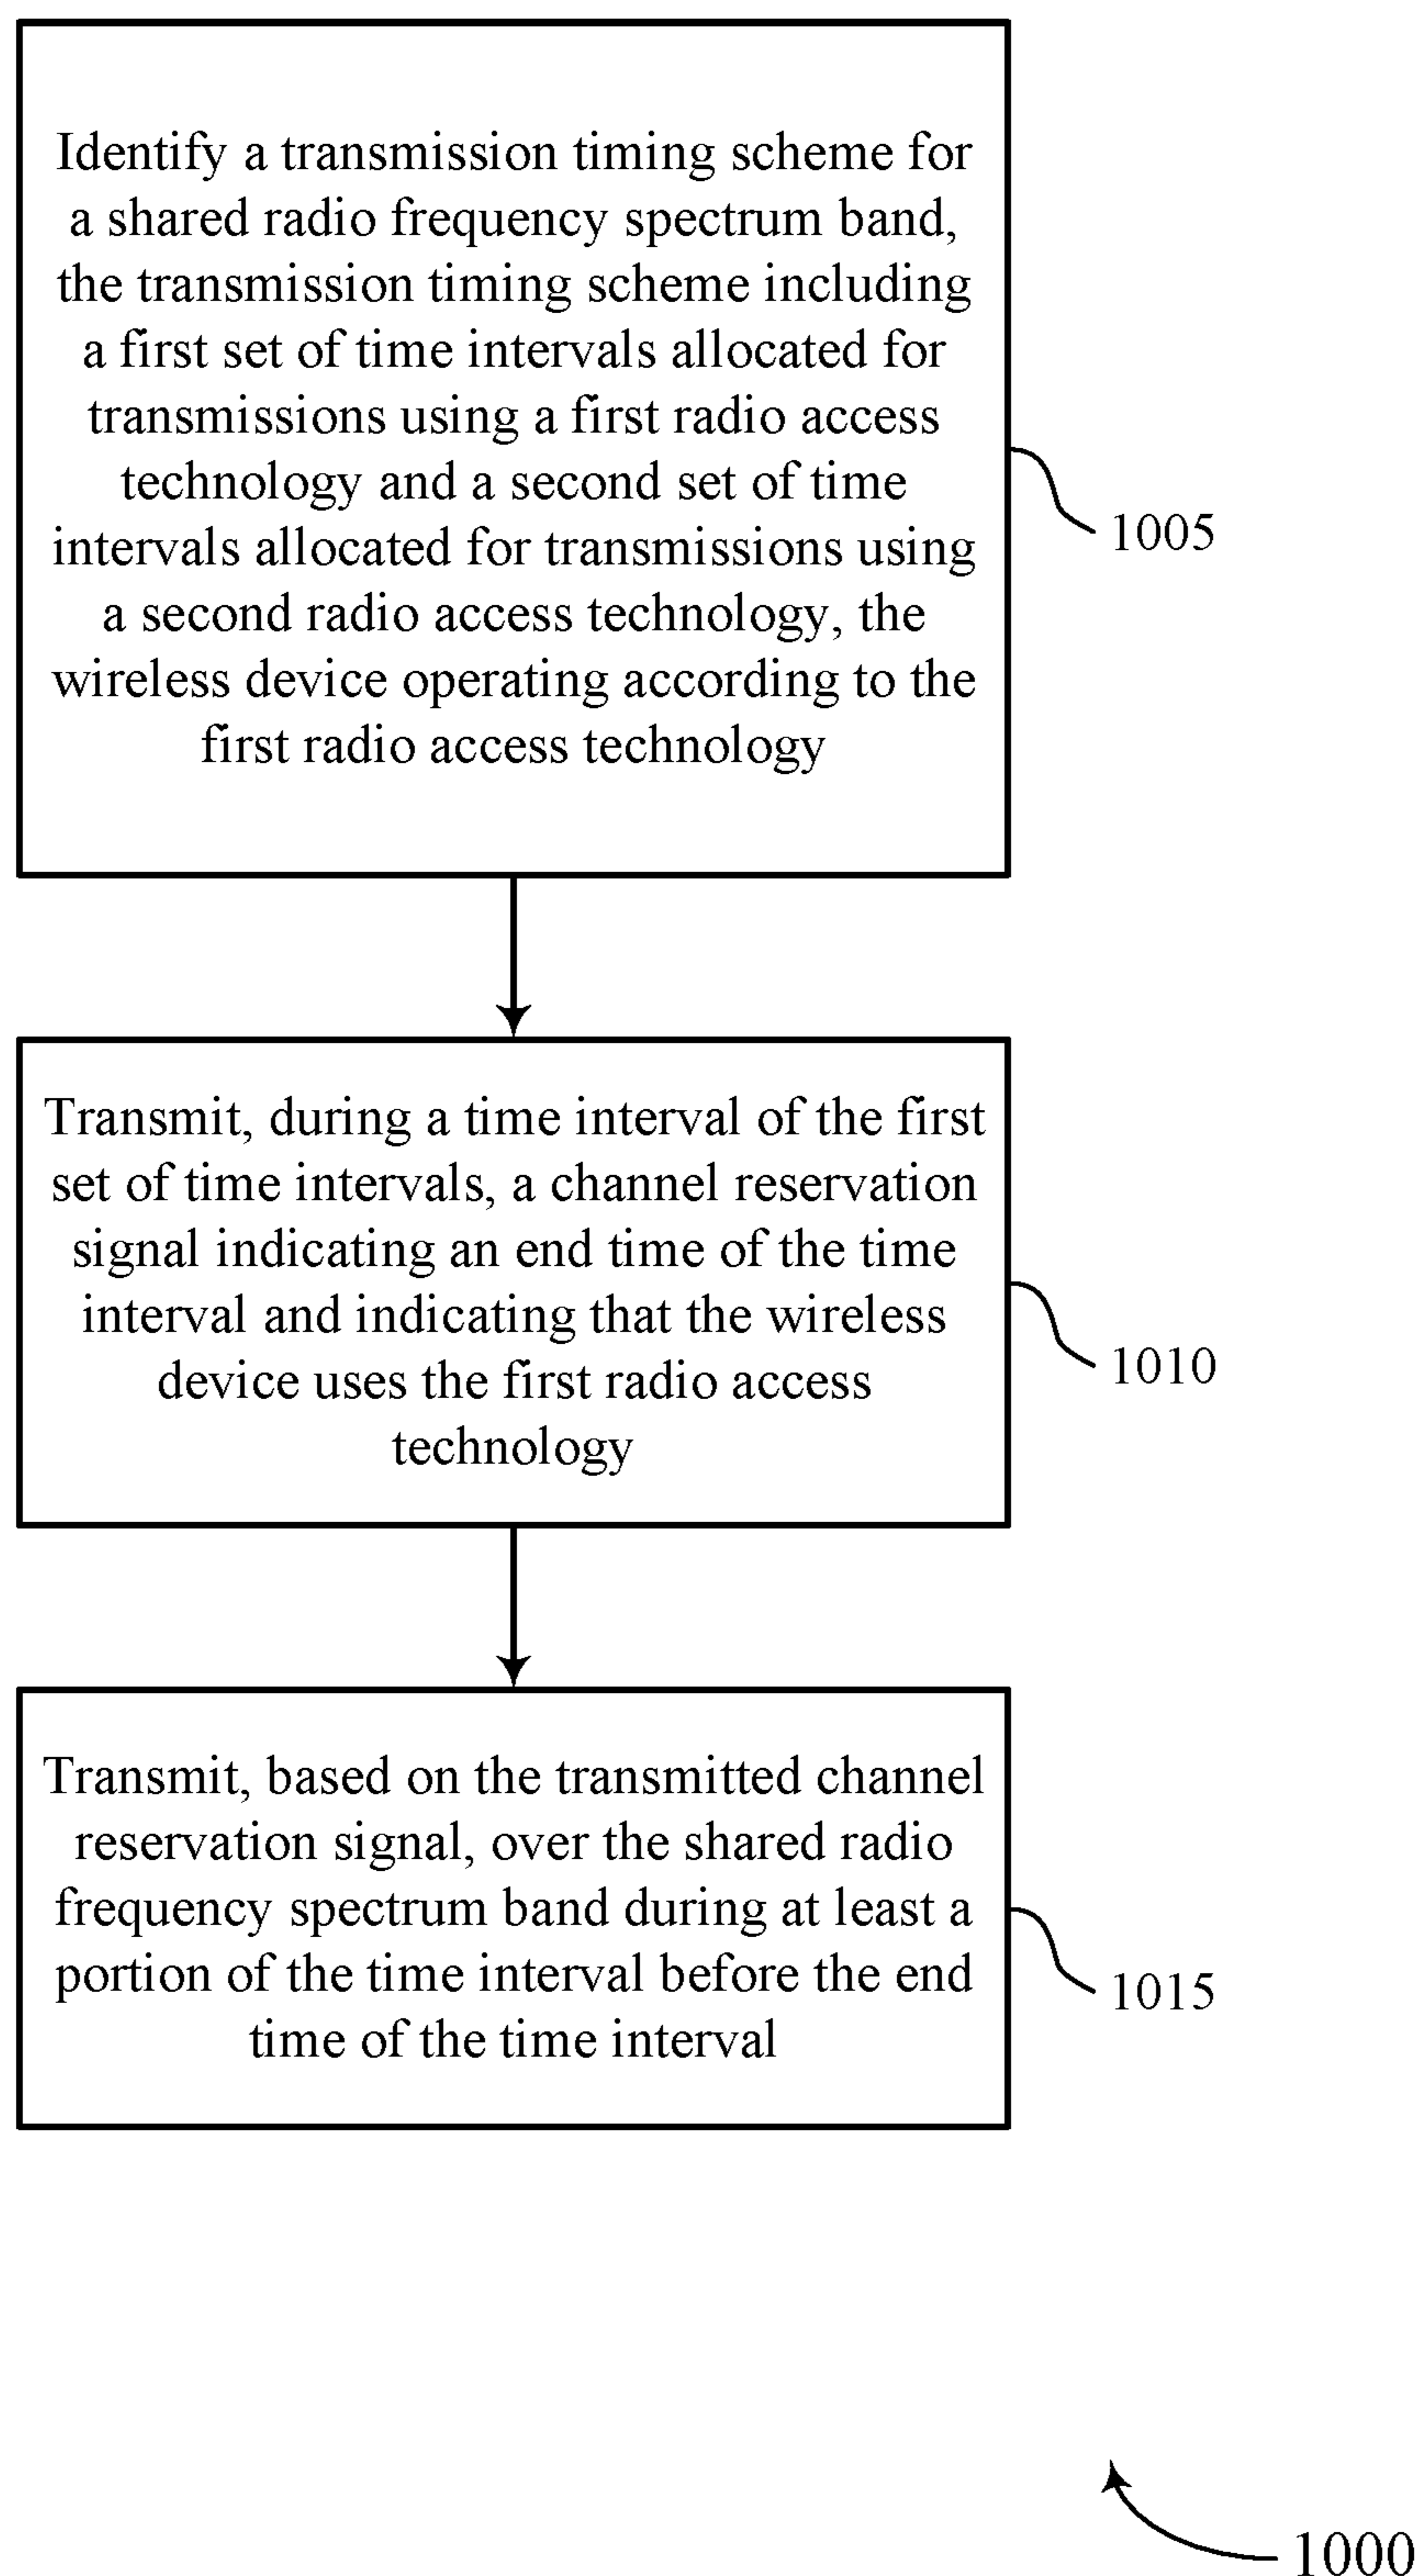 Identify a transmission timing scheme for
a shared radio frequency spectrum band,
the transmission timing scheme including
a first set of time intervals allocated for
transmissions using a first radio access
technology and a second set of time
intervals allocated for transmissions using
a second radio access technology, the
wireless device operating according to the
first radio access technology
1005
Transmit, during a time interval of the first
set of time intervals, a channel reservation
signal indicating an end time of the time
interval and indicating that the wireless
device uses the first radio access
technology
1010
Transmit, based on the transmitted channel
reservation signal, over the shared radio
frequency spectrum band during at least a
portion of the time interval before the end
time of the time interval
1015
1000